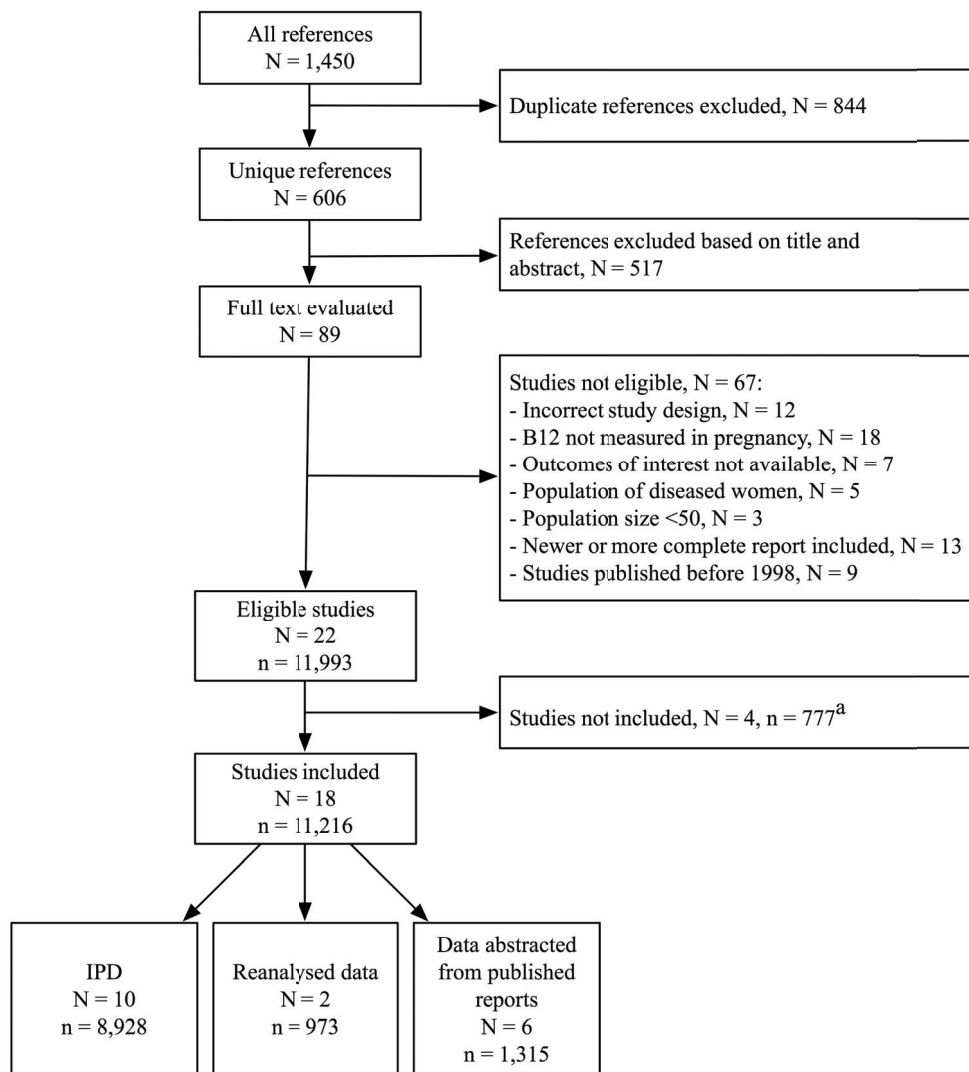 All references
N = 1,450
Duplicate references excluded, N = 844
Unique references
N = 606
References excluded based on title and
abstract, N = 517
Full text evaluated
N = 89
Studies not eligible, N = 67:
- Incorrect study design, N = 12
- B12 not measured in pregnancy, N = 18
- Outcomes of interest not available, N = 7
- Population of diseased women, N = 5
- Population size <50, N = 3
- Newer or more complete report included, N = 13
- Studies published before 1998, N = 9
Eligible studies
N = 22
n = 11,993
Studies not included, N = 4, n = 777a
Studies included
N = 18
n = 11,216
IPD
N = 10
n = 8,928
Reanalysed data
N = 2
n = 973
Data abstracted
from published
reports
N = 6
n = 1,315